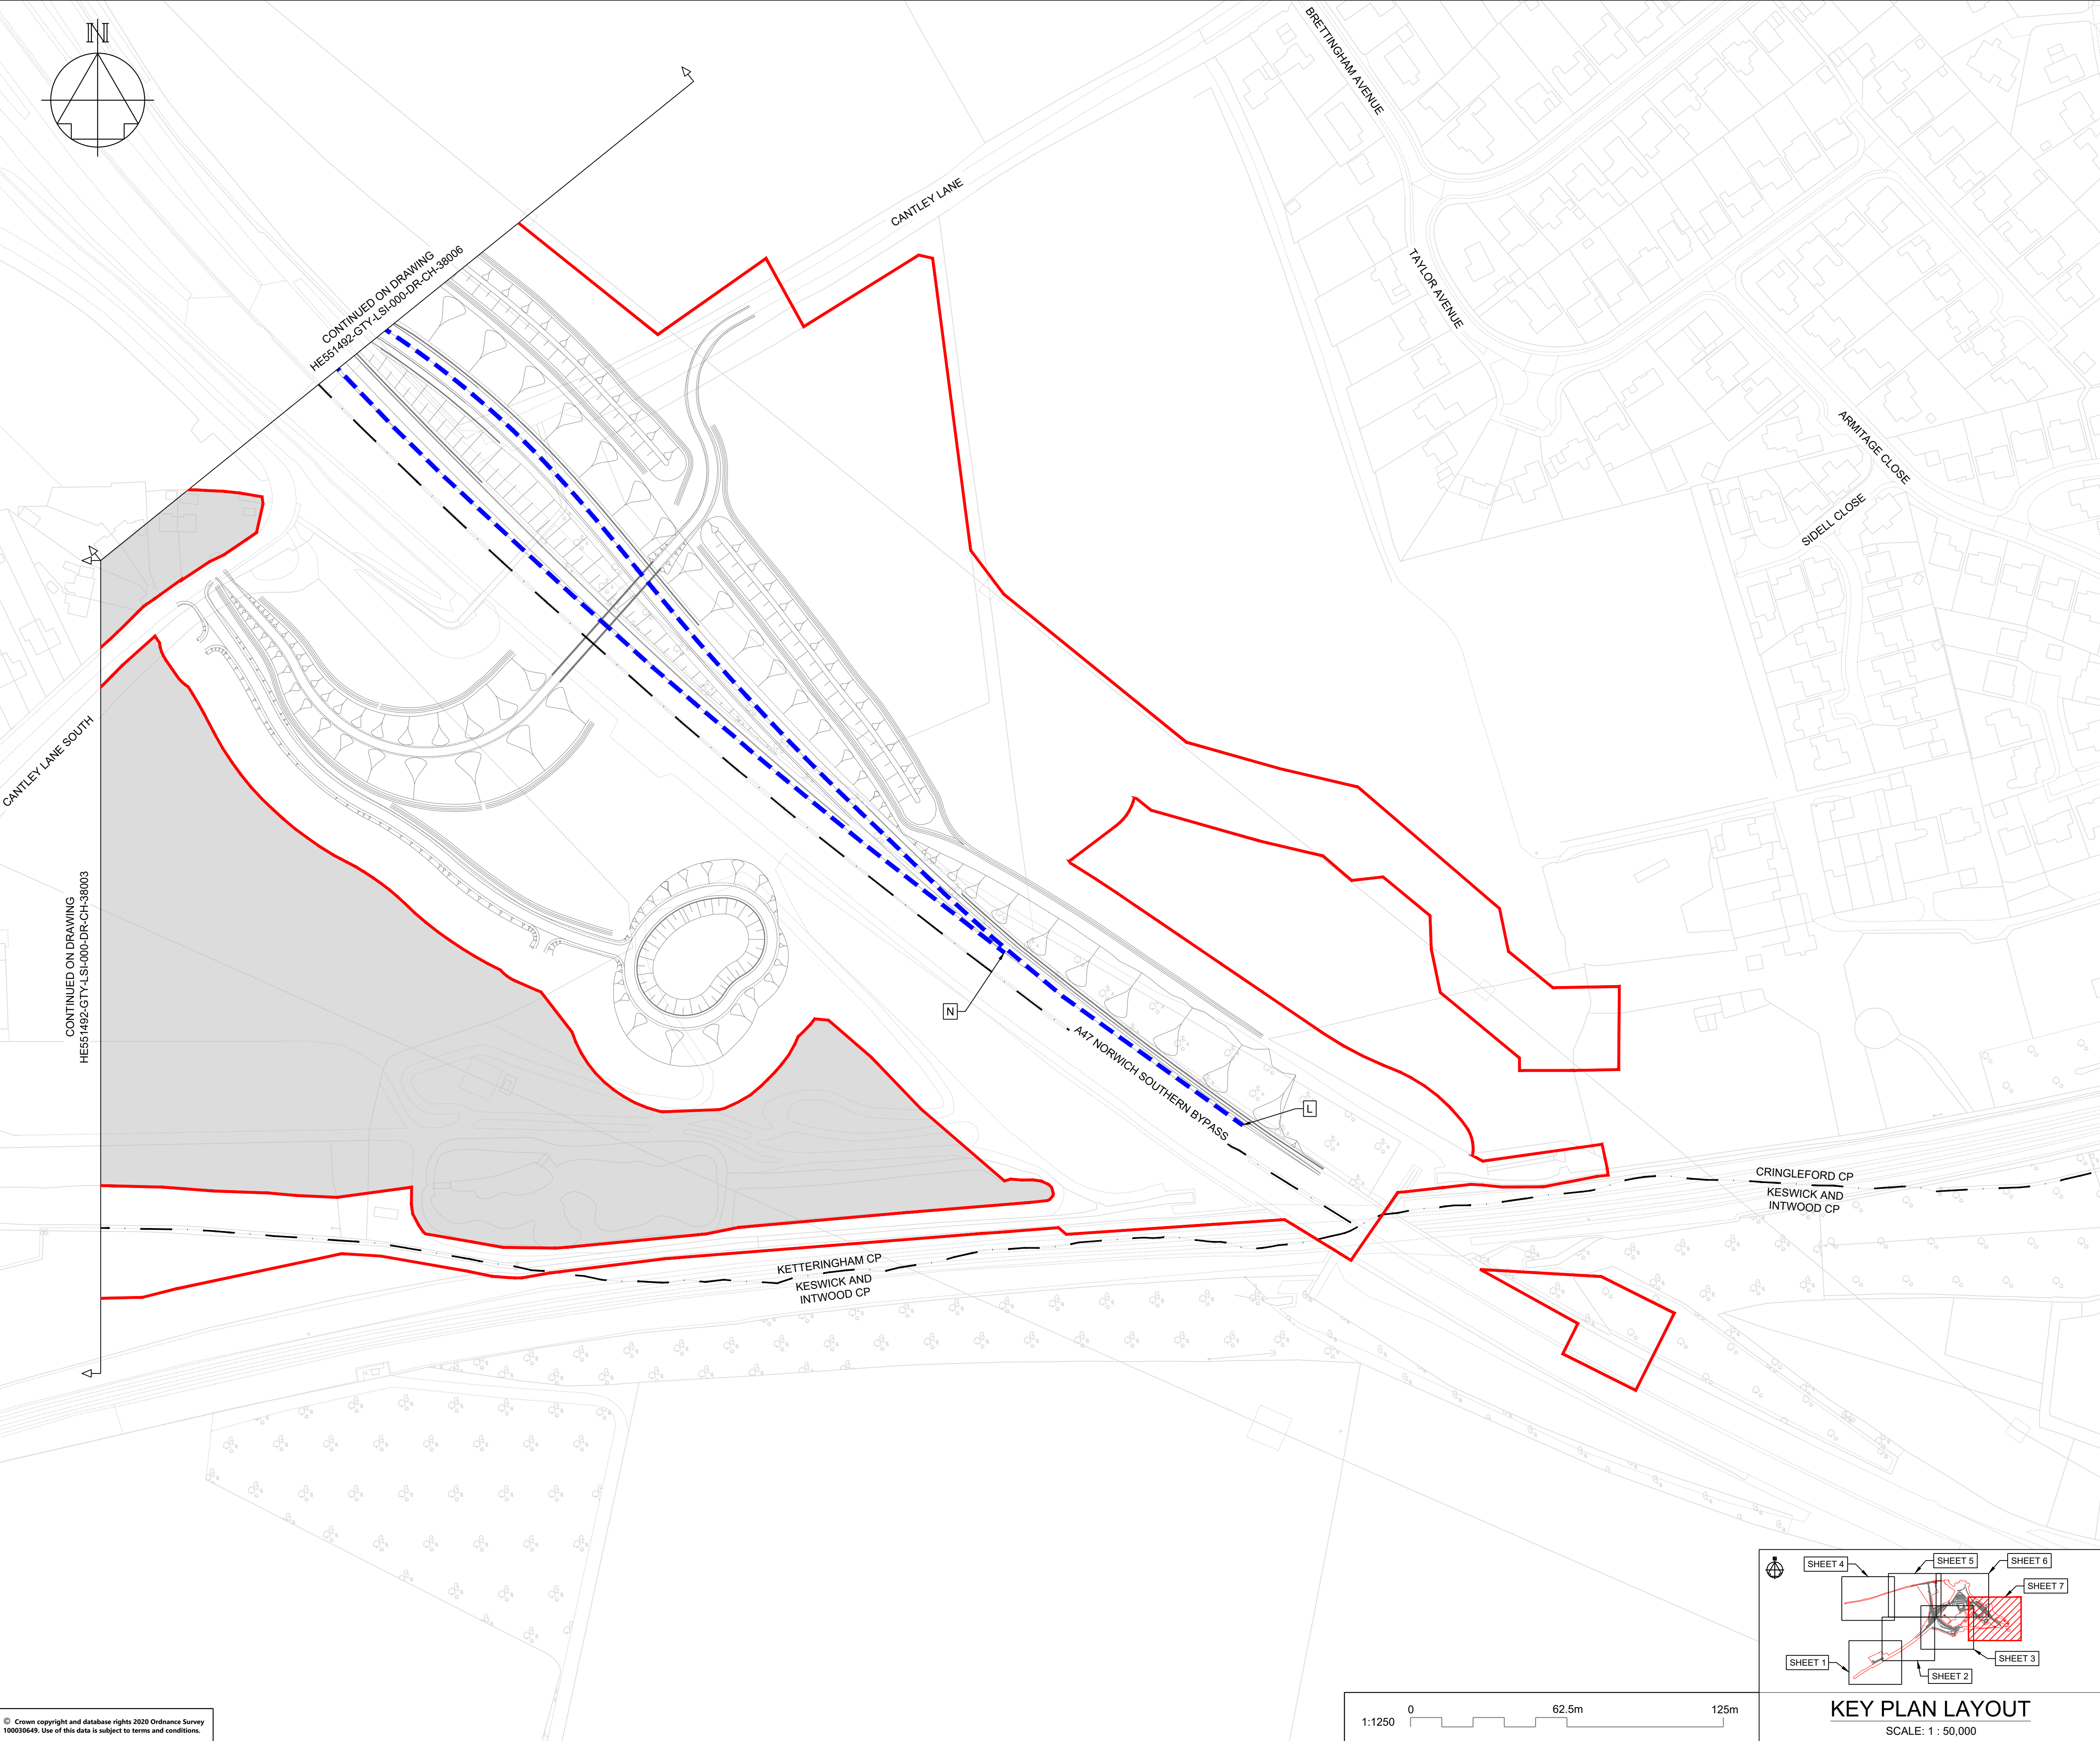 N
BRETTINGHAM AVENUE
CANTLEY LANE
TAYLOR AVENUE
CONTINUED ON DRAWING
HE551492-GTY-LSI-000-DR-CH-38006
ARMITAGE CLOSE
SIDELL CLOSE
CANTLEY LANE SOUTH
CONTINUED ON DRAWING
HE551492-GTY-LSI-000-DR-CH-38003
N
A47 NORWICH SOUTHERN BYPASS
L
CRINGLEFORD CP
KESWICK AND
INTWOOD CP
KETTERINGHAM CP
KESWICK AND
INTWOOD CP
SHEET 4
SHEET 5
SHEET 6
SHEET 7
SHEET 1
SHEET 2
SHEET 3
KEY PLAN LAYOUT
SCALE: 1 : 50,000
1:1250
0
62.5m
125m
© Crown copyright and database rights 2020 Ordnance Survey
100030649. Use of this data is subject to terms and conditions.